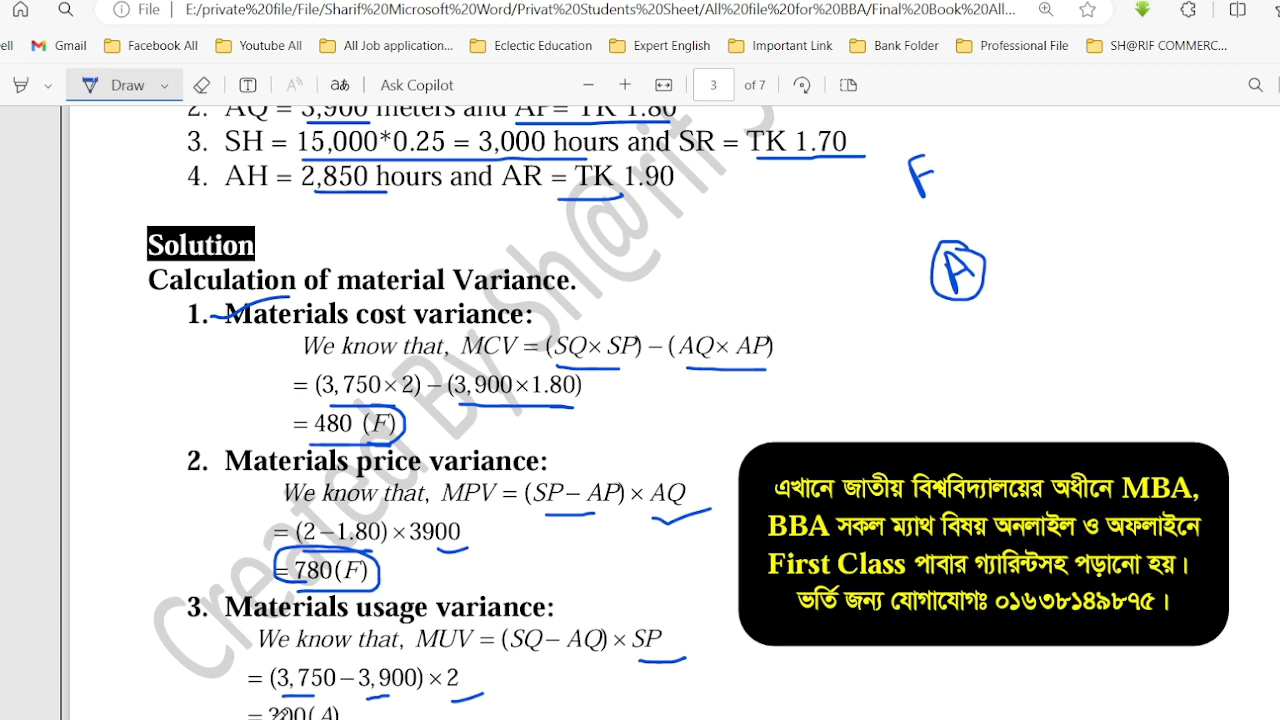 File E:/private%20file/File/Sharif%20Microsoft%20Word/Privat%20Students%20Sheet/All%20file%20for%20BBA/Final%20Book%20All...
ell Gmail Facebook All Youtube All All Job application... Eclectic Education Expert English Important Link Bank Folder Professional File SH@RIF COMMERC...
Draw Ask Copilot 3 of 7
2. AQ = 3,900 meters and AP= TK 1.80
3. SH = 15,000*0.25 = 3,000 hours and SR = TK 1.70
4. AH = 2,850 hours and AR = TK 1.90
F
A
Solution
Calculation of material Variance.
1. Materials cost variance:
We know that, MCV = (SQ× SP) − (AQ× AP)
= (3,750×2) − (3,900×1.80)
= 480 (F)
2. Materials price variance:
We know that, MPV = (SP− AP) × AQ
= (2−1.80) ×3900
= 780(F)
3. Materials usage variance:
We know that, MUV = (SQ− AQ) × SP
= (3,750−3,900) ×2
এখানে জাতীয় বিশ্ববিদ্যালয়ের অধীনে MBA,
BBA সকল ম্যাথ বিষয় অনলাইন ও অফলাইনে
First Class পাবার গ্যারিন্টসহ পড়ানো হয়।
ভর্তি জন্য যোগাযোগঃ ০১৬৩৮১৪৯৮৭৫।
Created By Sh@rif S